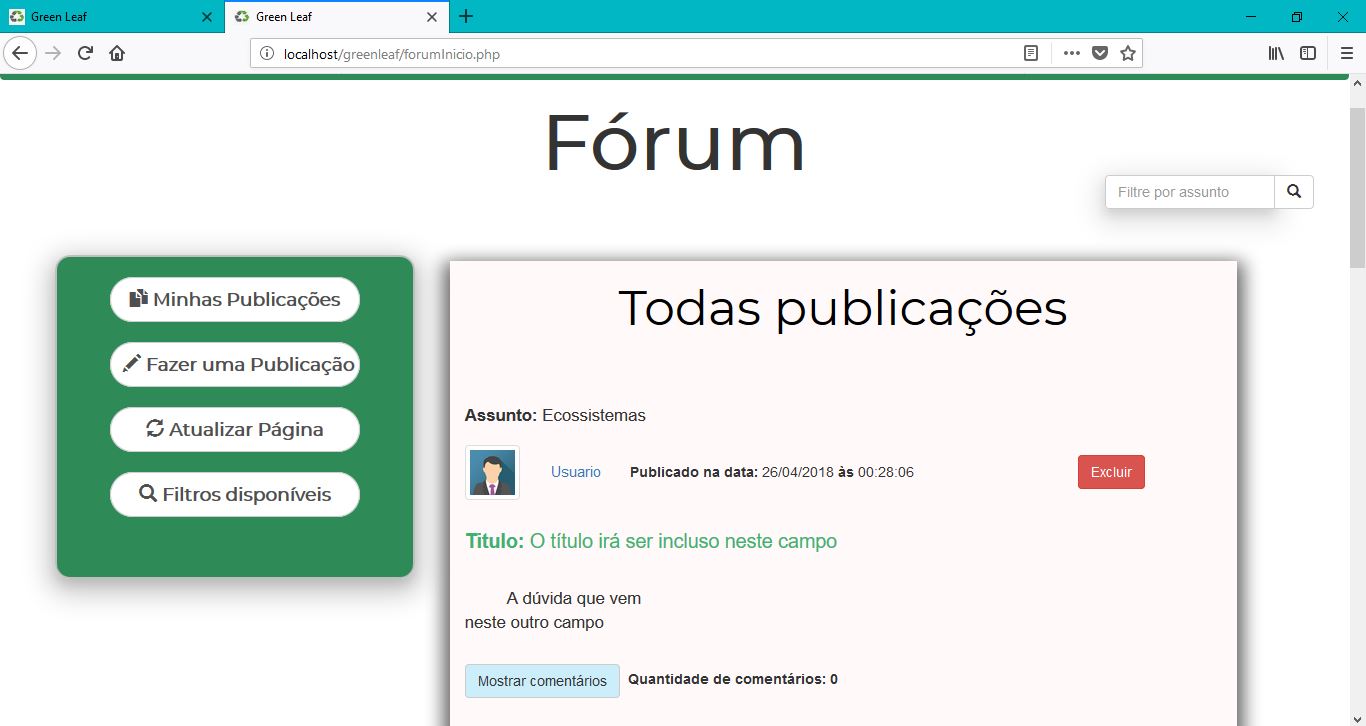 Green Leaf
Green Leaf
localhost/greenleaf/forumInicio.php
Fórum
Filtre por assunto
Minhas Publicações
Fazer uma Publicação
Atualizar Página
Filtros disponíveis
Todas publicações
Assunto: Ecossistemas
Usuario Publicado na data: 26/04/2018 às 00:28:06 Excluir
Titulo: O título irá ser incluso neste campo
A dúvida que vem
neste outro campo
Mostrar comentários Quantidade de comentários: 0